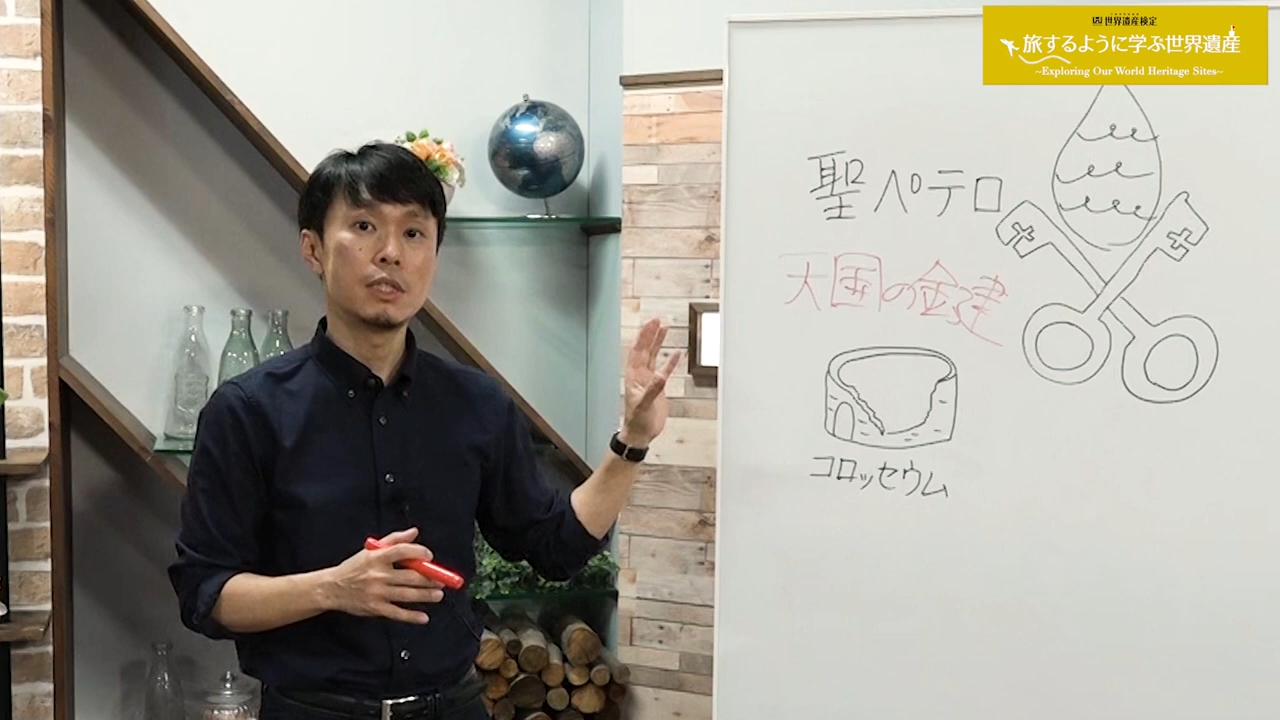 世界遺産検定
旅するように学ぶ世界遺産
~Exploring Our World Heritage Sites~
聖ペテロ
天国の鍵
コロッセウム